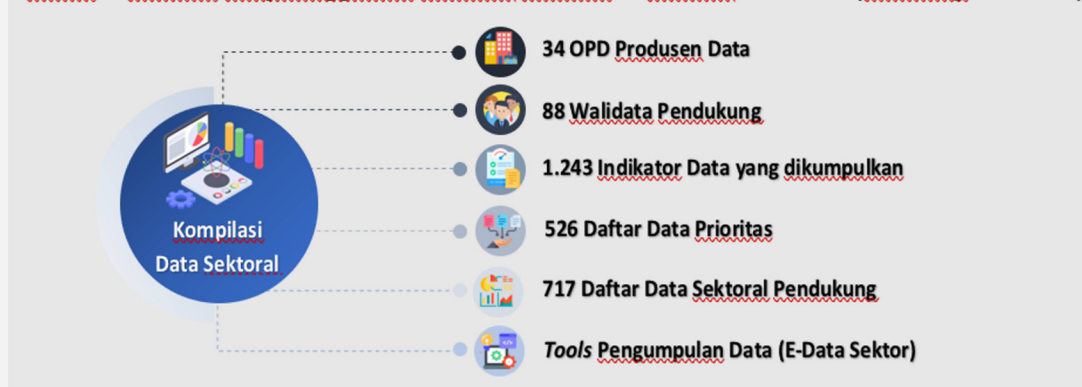 34 OPD Produsen Data
88 Walidata Pendukung
1.243 Indikator Data yang dikumpulkan
Kompilasi
Data Sektoral
526 Daftar Data Prioritas
717 Daftar Data Sektoral Pendukung
Tools Pengumpulan Data (E-Data Sektor)